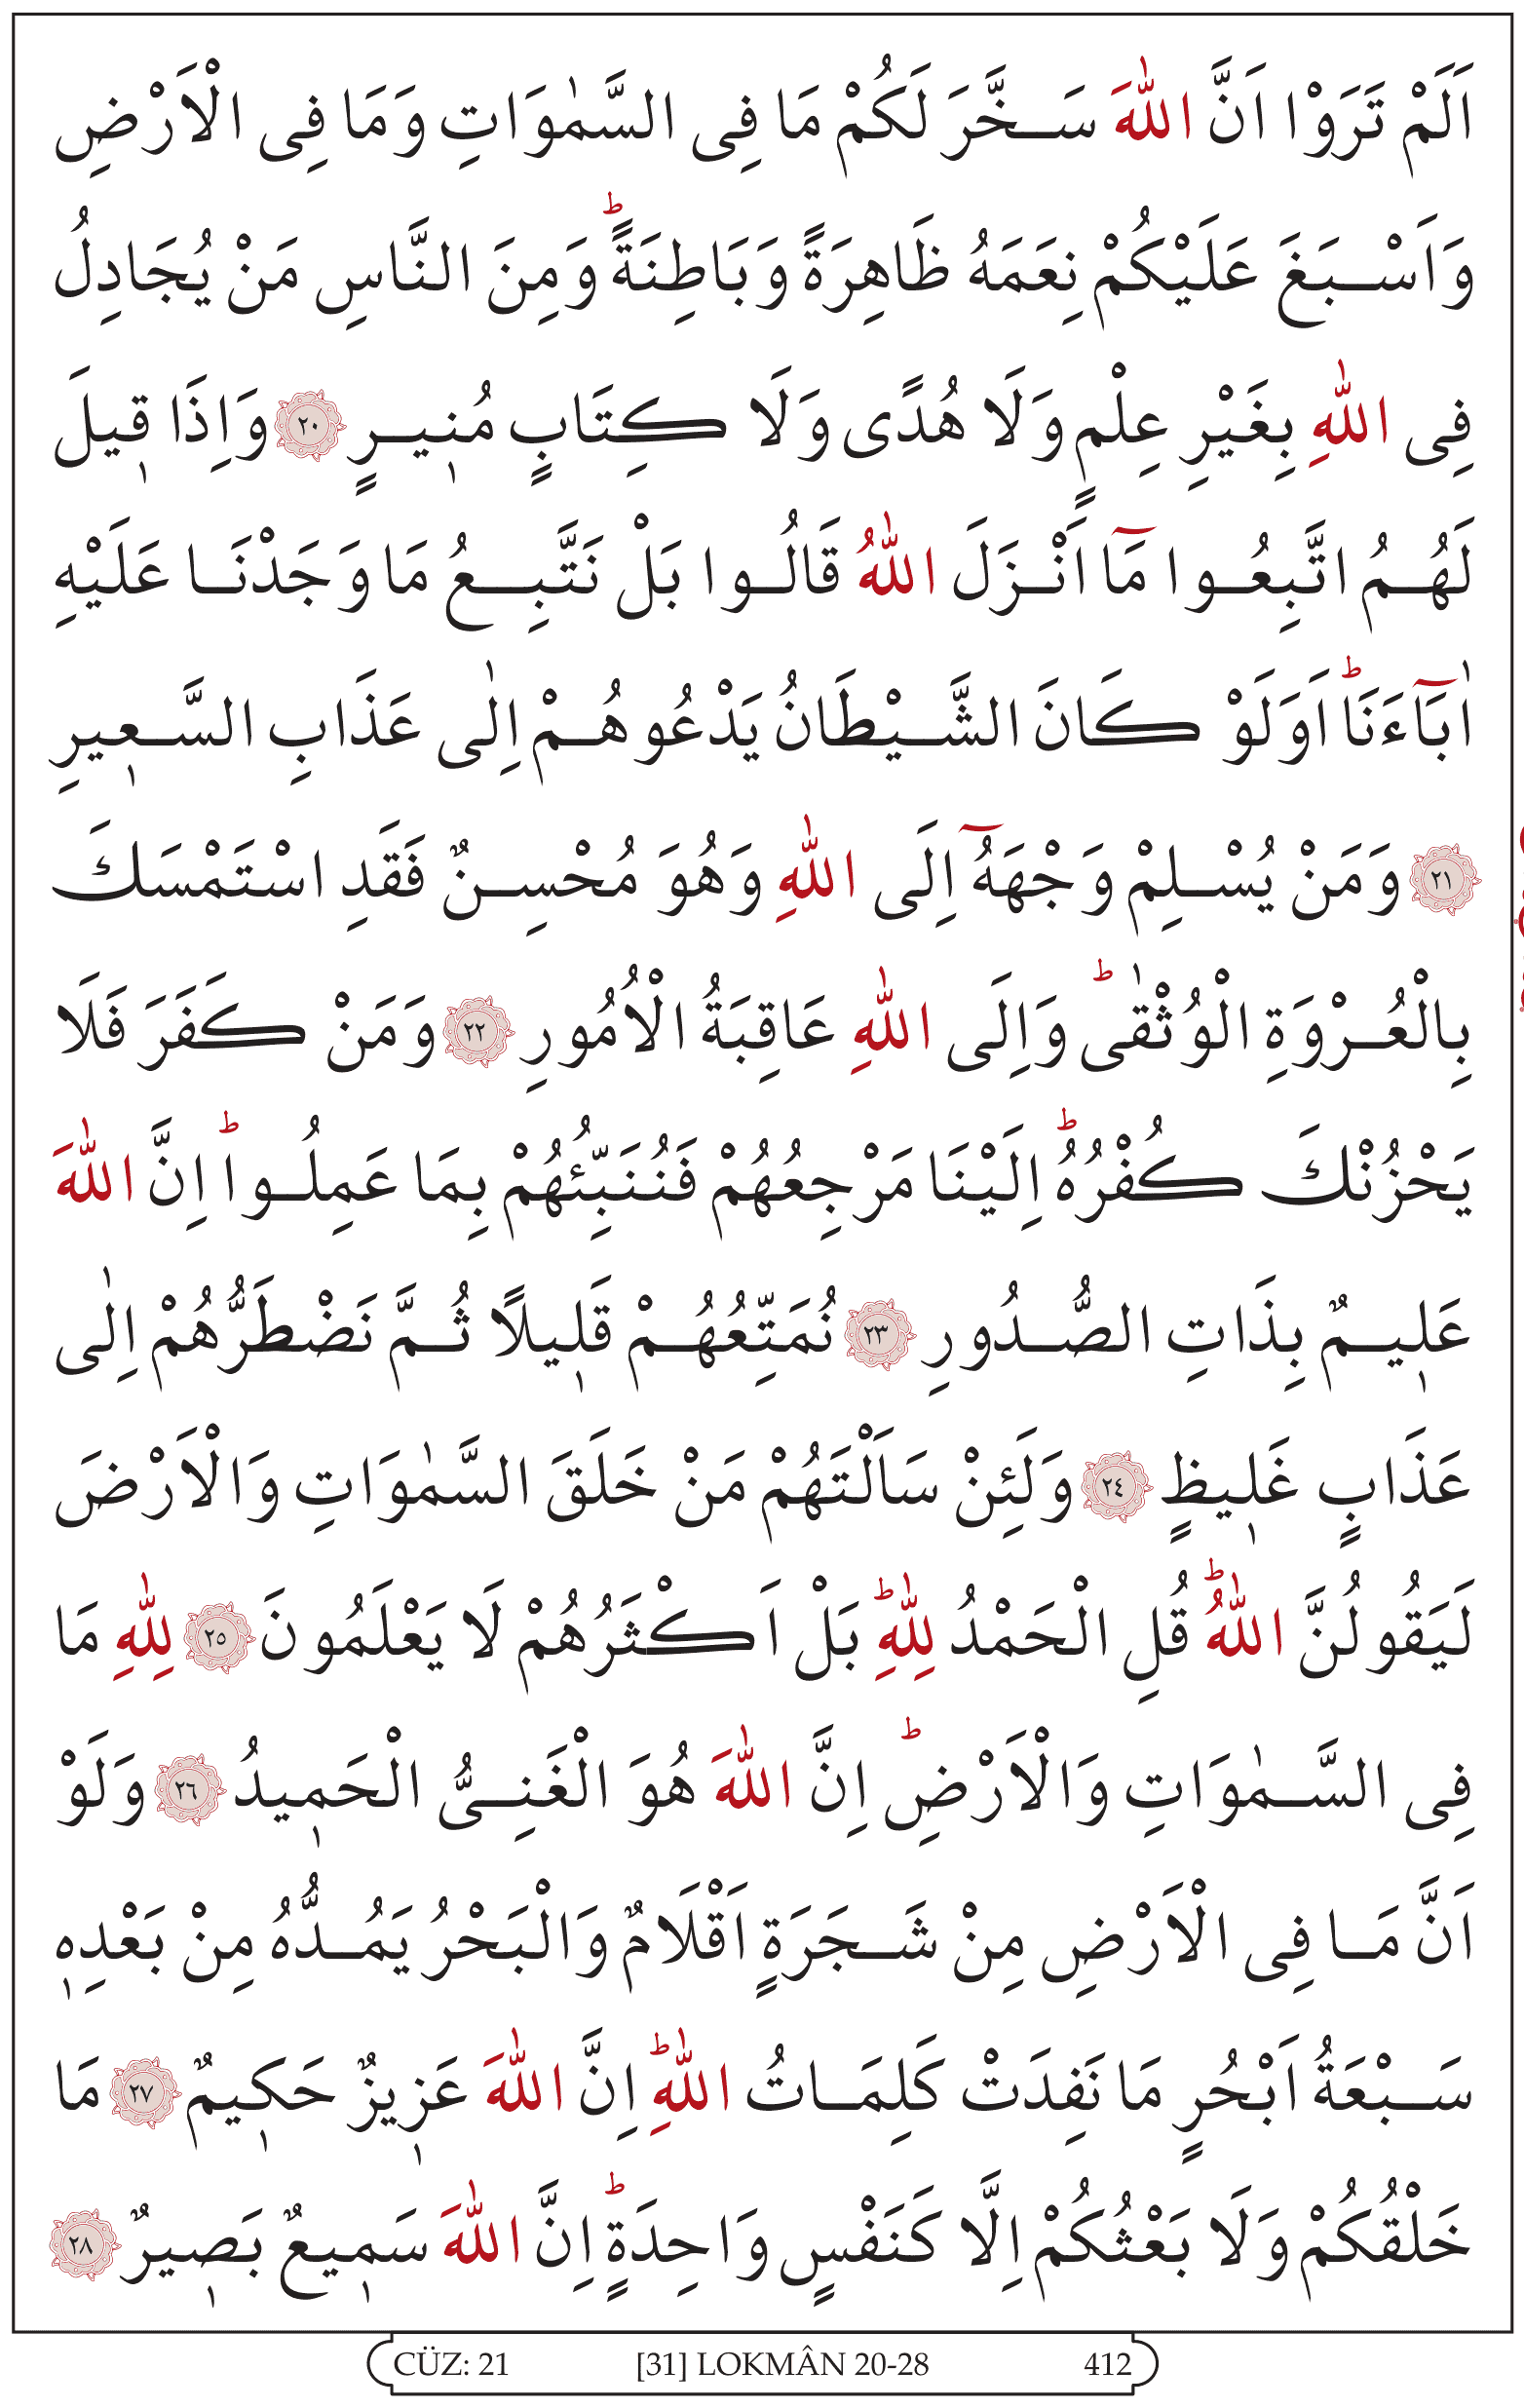 اَلَمْ تَرَوْا اَنَّ اللّٰهَ سَخَّرَ لَكُمْ مَا فِى السَّمٰوَاتِ وَمَا فِى الْاَرْضِ
وَاَسْبَغَ عَلَيْكُمْ نِعَمَهُ ظَاهِرَةً وَبَاطِنَةًۜ وَمِنَ النَّاسِ مَنْ يُجَادِلُ
فِى اللّٰهِ بِغَيْرِ عِلْمٍ وَلَا هُدًى وَلَا كِتَابٍ مُنٖيرٍ ﴿٢٠﴾ وَاِذَا قٖيلَ
لَهُمُ اتَّبِعُوا مَٓا اَنْزَلَ اللّٰهُ قَالُوا بَلْ نَتَّبِعُ مَا وَجَدْنَا عَلَيْهِ
اٰبَٓاءَنَاۜ اَوَلَوْ كَانَ الشَّيْطَانُ يَدْعُوهُمْ اِلٰى عَذَابِ السَّعٖيرِ
﴿٢١﴾ وَمَنْ يُسْلِمْ وَجْهَهُٓ اِلَى اللّٰهِ وَهُوَ مُحْسِنٌ فَقَدِ اسْتَمْسَكَ
بِالْعُرْوَةِ الْوُثْقٰىۜ وَاِلَى اللّٰهِ عَاقِبَةُ الْاُمُورِ ﴿٢٢﴾ وَمَنْ كَفَرَ فَلَا
يَحْزُنْكَ كُفْرُهُۜ اِلَيْنَا مَرْجِعُهُمْ فَنُنَبِّئُهُمْ بِمَا عَمِلُواۜ اِنَّ اللّٰهَ
عَلٖيمٌ بِذَاتِ الصُّدُورِ ﴿٢٣﴾ نُمَتِّعُهُمْ قَلٖيلًا ثُمَّ نَضْطَرُّهُمْ اِلٰى
عَذَابٍ غَلٖيظٍ ﴿٢٤﴾ وَلَئِنْ سَاَلْتَهُمْ مَنْ خَلَقَ السَّمٰوَاتِ وَالْاَرْضَ
لَيَقُولُنَّ اللّٰهُۜ قُلِ الْحَمْدُ لِلّٰهِۜ بَلْ اَكْثَرُهُمْ لَا يَعْلَمُونَ ﴿٢٥﴾ لِلّٰهِ مَا
فِى السَّمٰوَاتِ وَالْاَرْضِۜ اِنَّ اللّٰهَ هُوَ الْغَنِىُّ الْحَمٖيدُ ﴿٢٦﴾ وَلَوْ
اَنَّ مَا فِى الْاَرْضِ مِنْ شَجَرَةٍ اَقْلَامٌ وَالْبَحْرُ يَمُدُّهُ مِنْ بَعْدِهٖ
سَبْعَةُ اَبْحُرٍ مَا نَفِدَتْ كَلِمَاتُ اللّٰهِۜ اِنَّ اللّٰهَ عَزٖيزٌ حَكٖيمٌ ﴿٢٧﴾ مَا
خَلْقُكُمْ وَلَا بَعْثُكُمْ اِلَّا كَنَفْسٍ وَاحِدَةٍۜ اِنَّ اللّٰهَ سَمٖيعٌ بَصٖيرٌ ﴿٢٨﴾
CÜZ: 21 [31] LOKMÂN 20-28 412